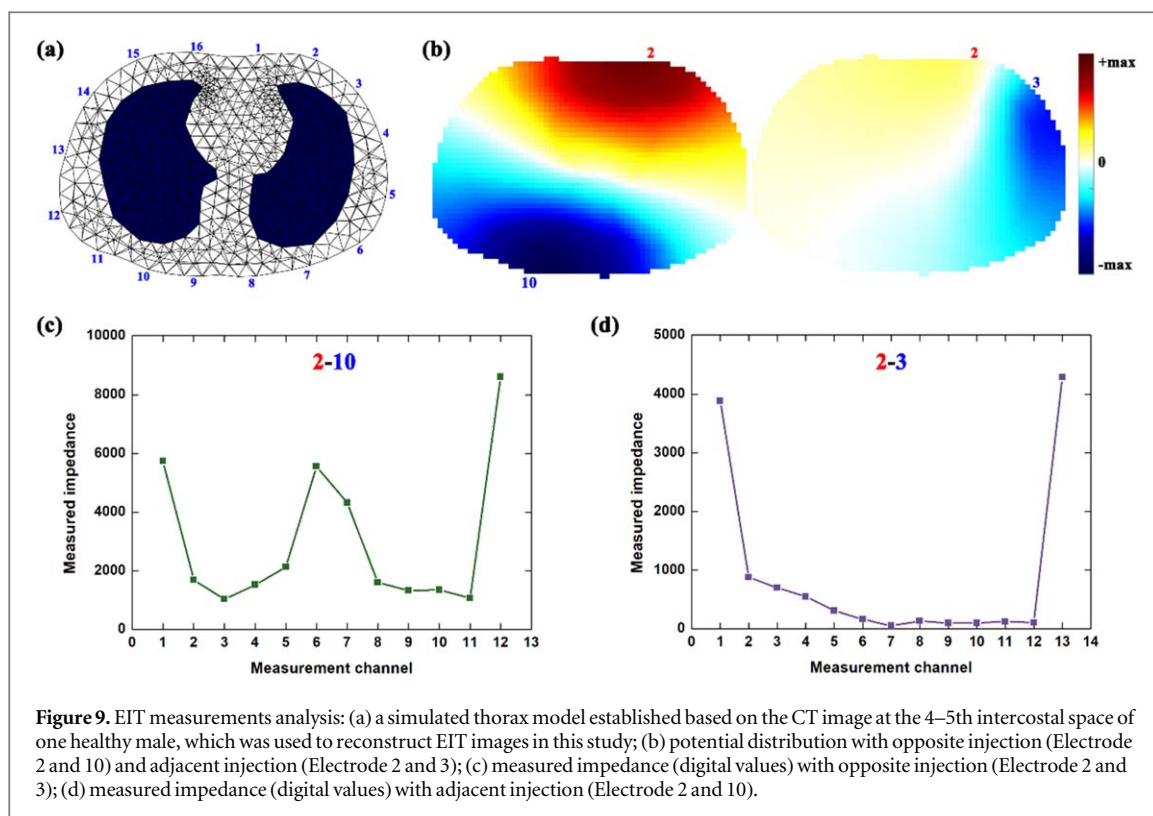 (a)
16 1
15 2
14 3
13 4
12 5
11 6
10 9 8 7
(b)
2
10
2
3
+max
0
-max
(c)
2-10
Measured impedance
10000
8000
6000
4000
2000
0
0 1 2 3 4 5 6 7 8 9 10 11 12 13
Measurement channel
(d)
2-3
Measured impedance
5000
4000
3000
2000
1000
0
0 1 2 3 4 5 6 7 8 9 10 11 12 13 14
Measurement channel
Figure 9. EIT measurements analysis: (a) a simulated thorax model established based on the CT image at the 4–5th intercostal space of
one healthy male, which was used to reconstruct EIT images in this study; (b) potential distribution with opposite injection (Electrode
2 and 10) and adjacent injection (Electrode 2 and 3); (c) measured impedance (digital values) with opposite injection (Electrode 2 and
3); (d) measured impedance (digital values) with adjacent injection (Electrode 2 and 10).